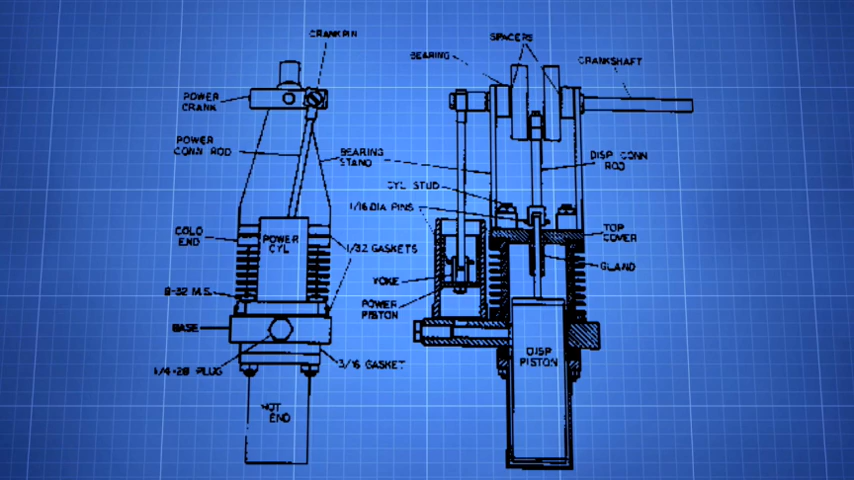 CRANKPIN
SPACERS
BEARING
CRANKSHAFT
POWER
CRANK
POWER
CONN ROD
BEARING
STAND
DISP CONN
ROD
CYL STUD
1/16 DIA PINS
COLD
END
POWER
CYL
1/32 GASKETS
TOP
COVER
GLAND
YOKE
8-32 M.S.
POWER
PISTON
BASE
DISP
PISTON
1/4-28 PLUG
3/16 GASKET
HOT
END